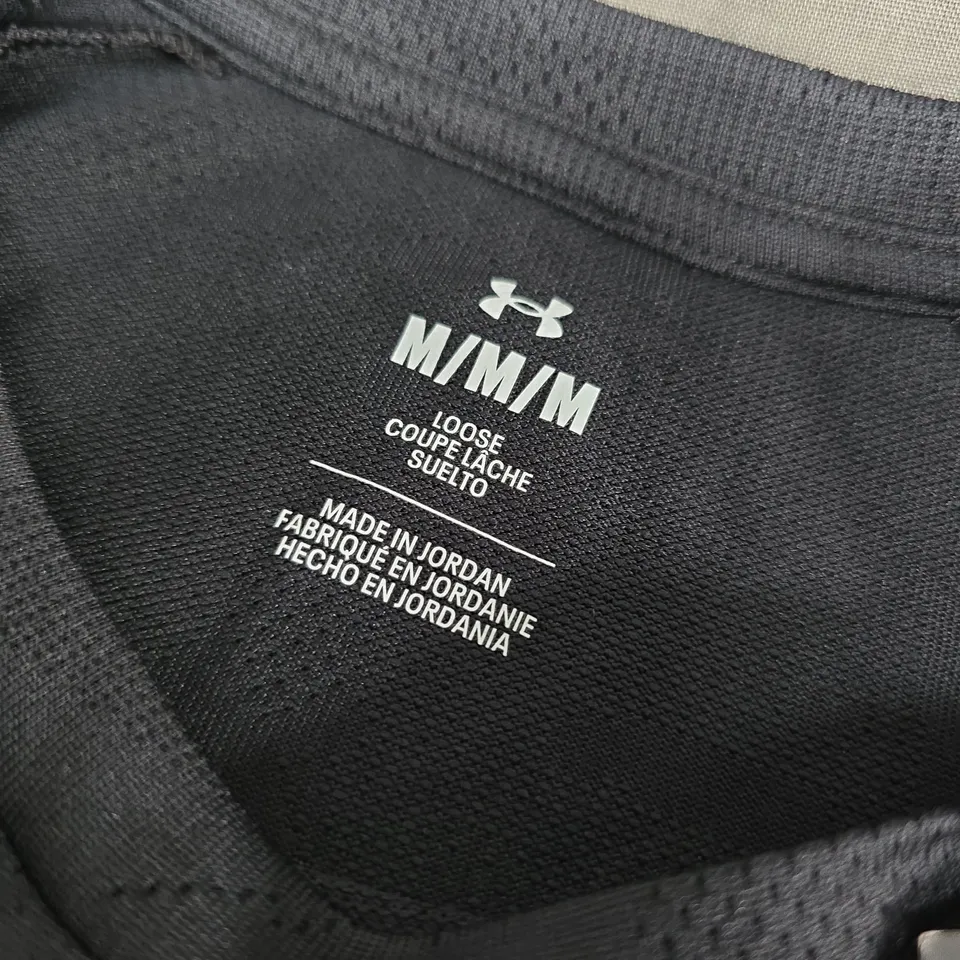 M/M/M
LOOSE
COUPE LÂCHE
SUELTO
MADE IN JORDAN
FABRIQUÉ EN JORDANIE
HECHO EN JORDANIA